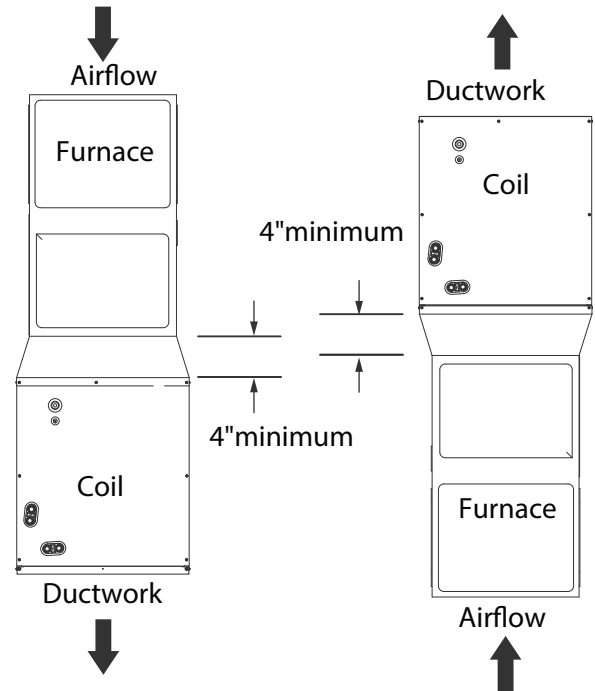 Airflow
Furnace
4"minimum
Coil
Ductwork
Ductwork
Coil
4"minimum
Furnace
Airflow